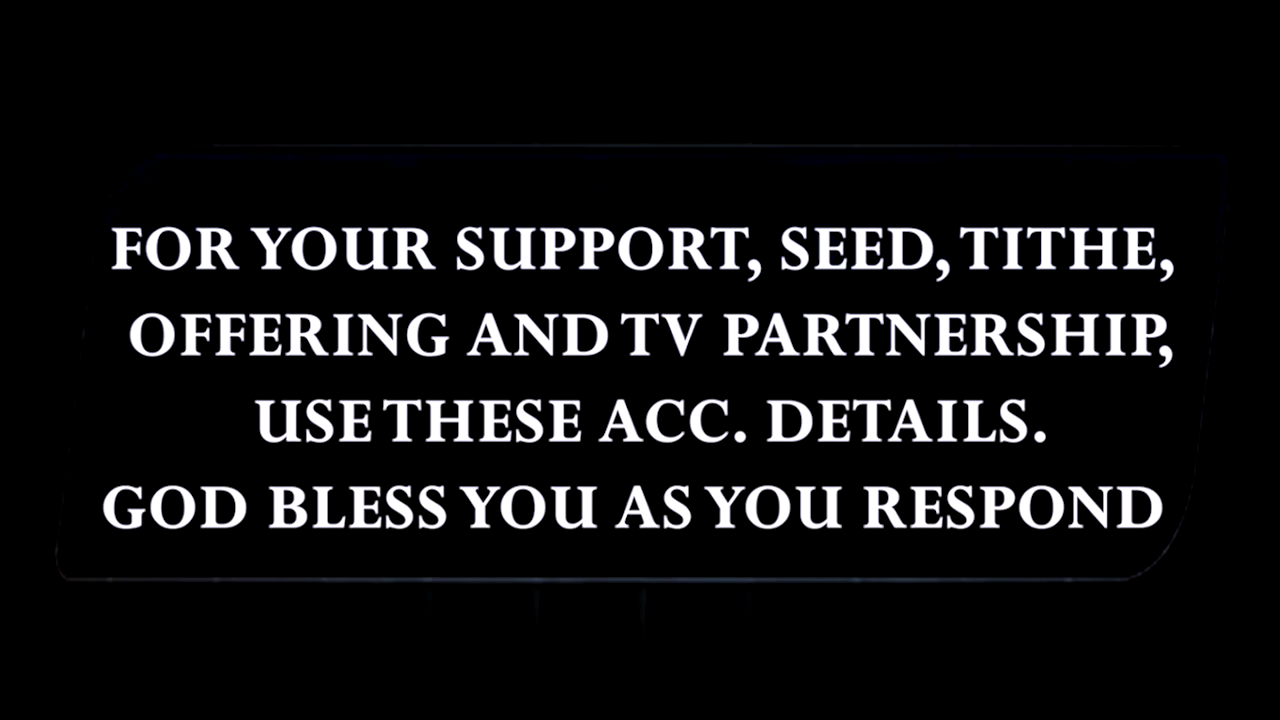 FOR YOUR SUPPORT, SEED, TITHE,
OFFERING AND TV PARTNERSHIP,
USE THESE ACC. DETAILS.
GOD BLESS YOU AS YOU RESPOND